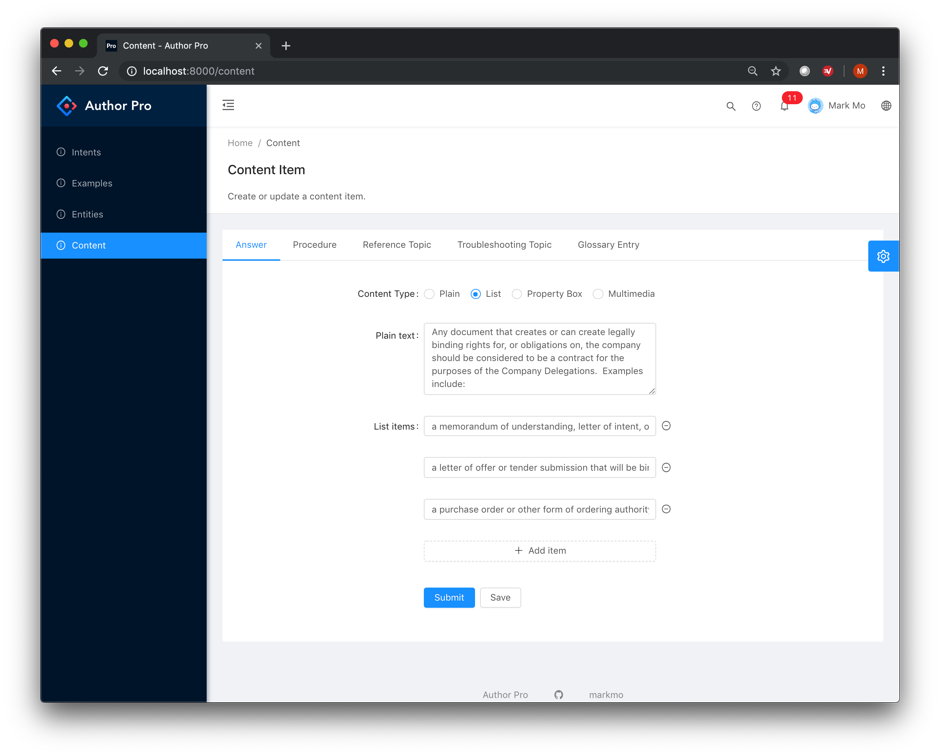 Pro Content - Author Pro
localhost:8000/content
M
Author Pro
11
Mark Mo
Intents
Examples
Entities
Content
Home / Content
Content Item
Create or update a content item.
Answer Procedure Reference Topic Troubleshooting Topic Glossary Entry
Content Type : Plain List Property Box Multimedia
Plain text :
Any document that creates or can create legally
binding rights for, or obligations on, the company
should be considered to be a contract for the
purposes of the Company Delegations. Examples
include:
List items : a memorandum of understanding, letter of intent, o
a letter of offer or tender submission that will be bi
a purchase order or other form of ordering authorit
+ Add item
Submit Save
Author Pro markmo